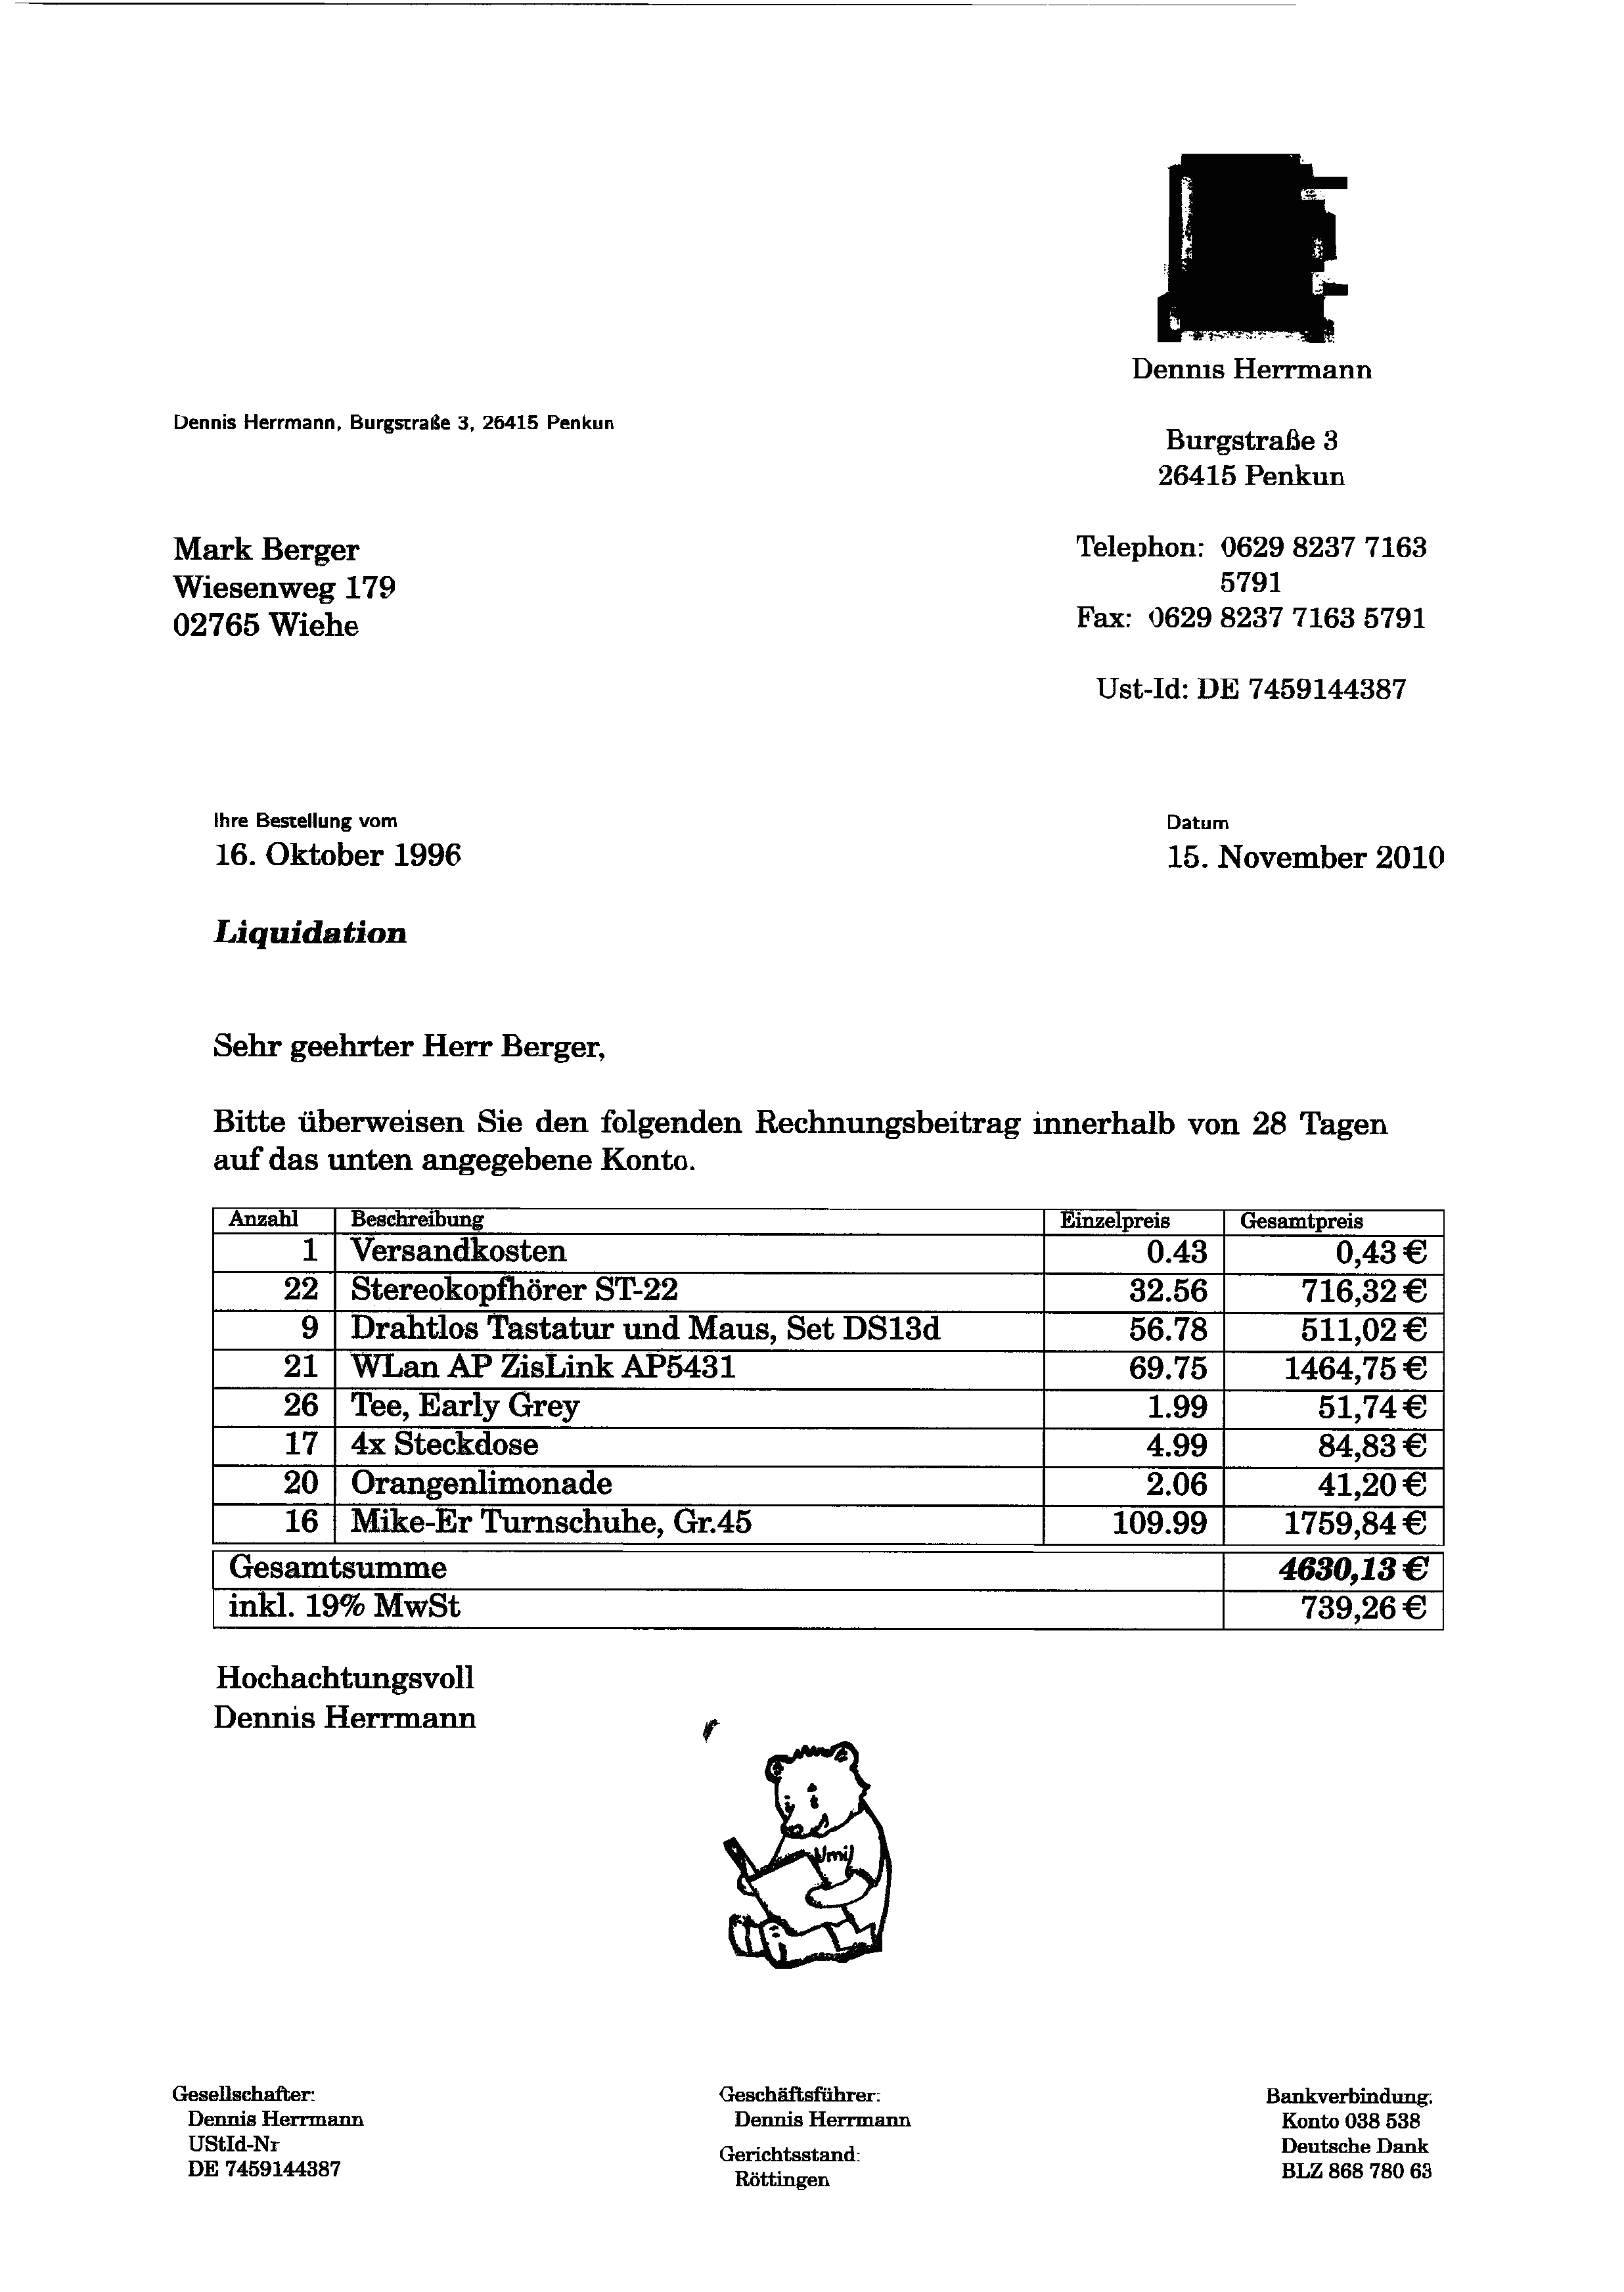 Dennis Herrmann
Dennis Herrmann, Burgstraße 3, 26415 Penkun
Burgstraße 3
26415 Penkun
Mark Berger
Wiesenweg 179
02765 Wiehe
Telephon: 0629 8237 7163
5791
Fax: 0629 8237 7163 5791
Ust-Id: DE 7459144387
Ihre Bestellung vom
16. Oktober 1996
Datum
15. November 2010
Liquidation
Sehr geehrter Herr Berger,
Bitte überweisen Sie den folgenden Rechnungsbeitrag innerhalb von 28 Tagen
auf das unten angegebene Konto.
Anzahl Beschreibung Einzelpreis Gesamtpreis
1 Versandkosten 0.43 0,43 €
22 Stereokopfhörer ST-22 32.56 716,32 €
9 Drahtlos Tastatur und Maus, Set DS13d 56.78 511,02 €
21 WLan AP ZisLink AP5431 69.75 1464,75 €
26 Tee, Early Grey 1.99 51,74 €
17 4x Steckdose 4.99 84,83 €
20 Orangenlimonade 2.06 41,20 €
16 Mike-Er Turnschuhe, Gr.45 109.99 1759,84 €
Gesamtsumme 4630,13 €
inkl. 19% MwSt 739,26 €
Hochachtungsvoll
Dennis Herrmann
Umi
Gesellschafter:
Dennis Herrmann
UStId-Nr
DE 7459144387
Geschäftsführer:
Dennis Herrmann
Gerichtsstand:
Röttingen
Bankverbindung:
Konto 038 538
Deutsche Dank
BLZ 868 780 63